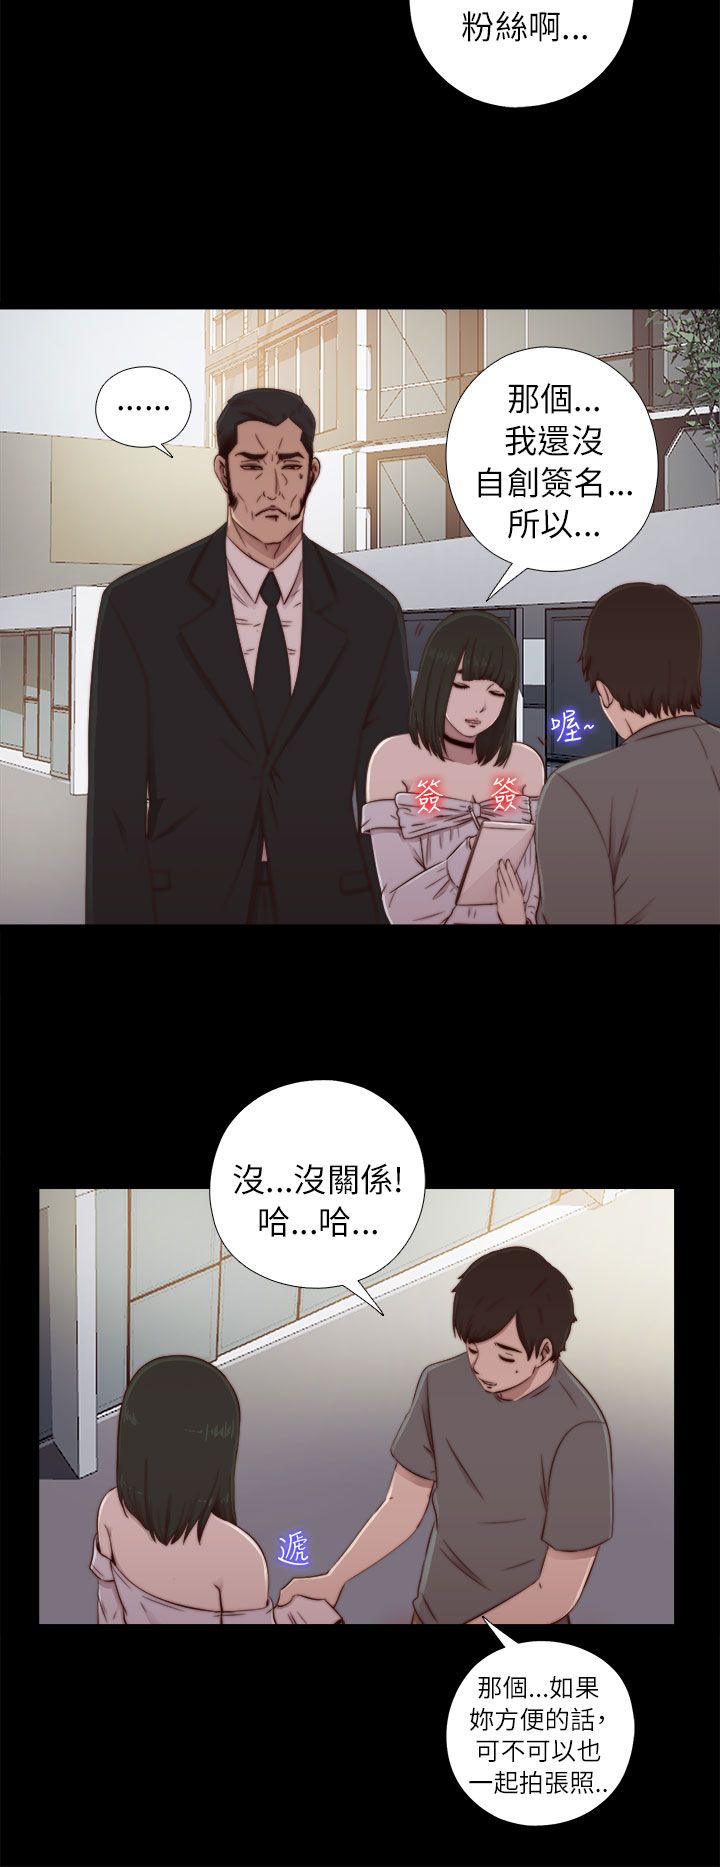 粉絲啊...
......
那個...
我還沒
自創簽名...
所以...
喔~
簽 簽
沒...沒關係!
哈...哈...
遞
那個...如果
妳方便的話，
可不可以也
一起拍張照..